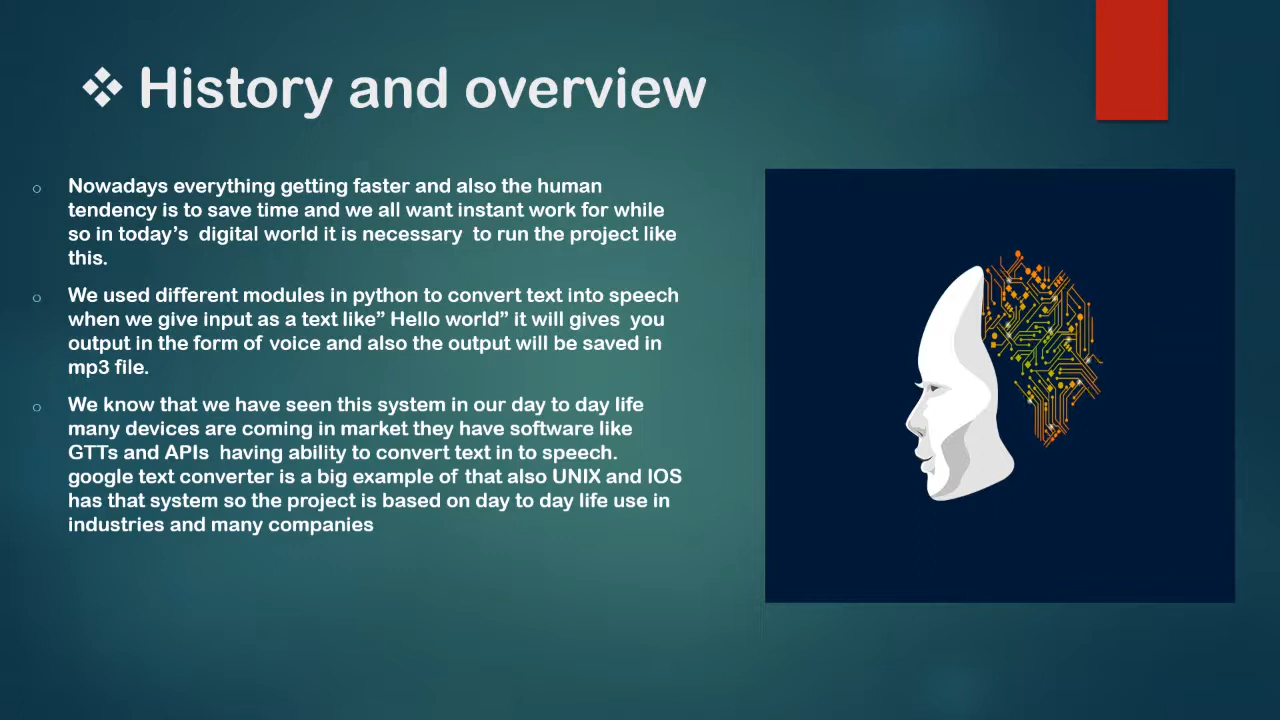 ❖ History and overview
Nowadays everything getting faster and also the human
tendency is to save time and we all want instant work for while
so in today’s digital world it is necessary to run the project like
this.
We used different modules in python to convert text into speech
when we give input as a text like” Hello world” it will gives you
output in the form of voice and also the output will be saved in
mp3 file.
We know that we have seen this system in our day to day life
many devices are coming in market they have software like
GTTs and APIs having ability to convert text in to speech.
google text converter is a big example of that also UNIX and IOS
has that system so the project is based on day to day life use in
industries and many companies